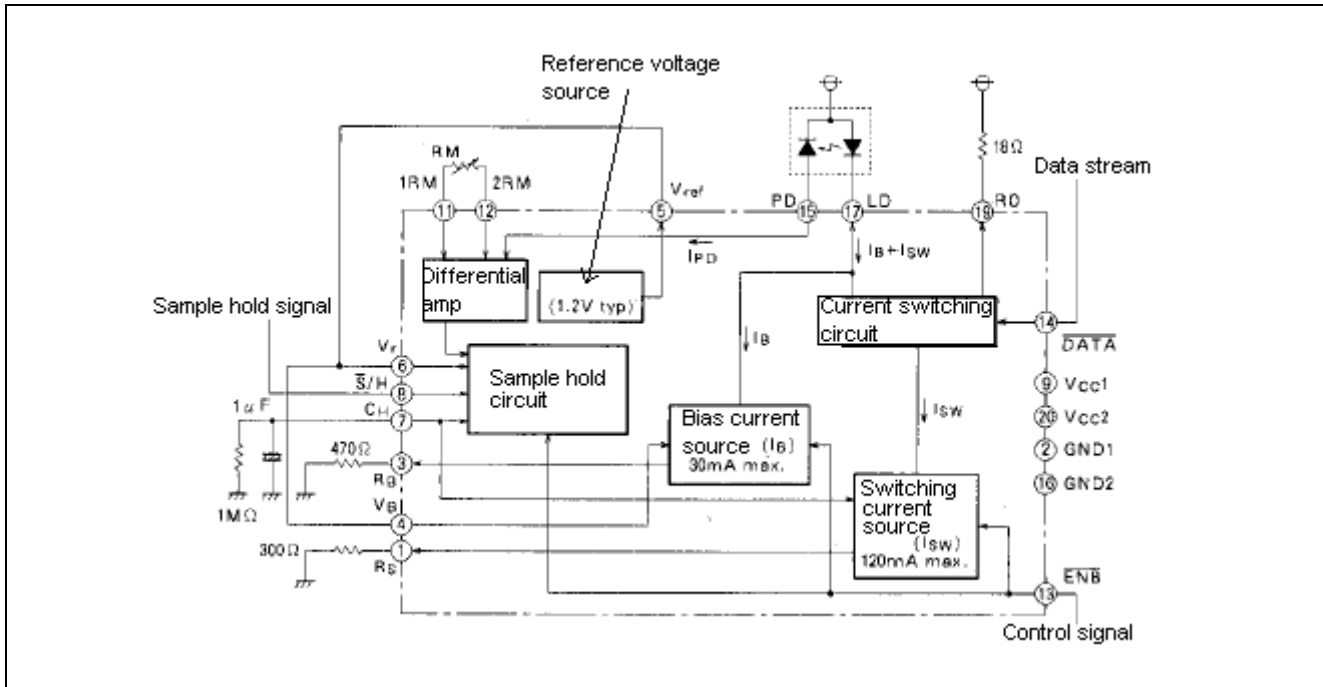 Reference voltage
source
RM
1RM
2RM
Vref
PD
LD
RO
18Ω
Data stream
11
12
5
15
17
19
IPD
IB+ISW
Differential
amp
(1.2V typ)
Current switching
circuit
14
DATA
Sample hold signal
Vr
6
S/H
8
CH
7
1μF
Sample hold
circuit
IB
ISW
9 VCC1
20 VCC2
2 GND1
16 GND2
Bias current
source (IB)
30mA max.
470Ω
3
RB
1MΩ
VB
4
300Ω
1
RS
Switching
current
source
(ISW)
120mA max.
ENB
13
Control signal